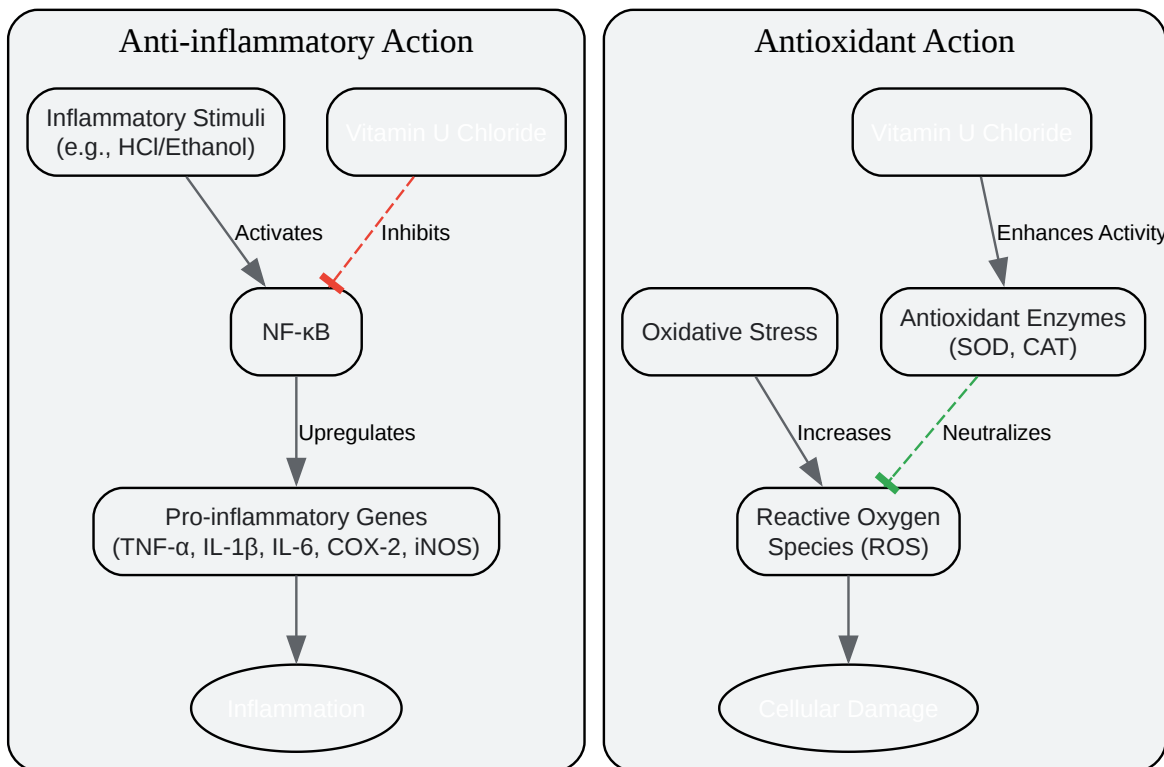 Anti-inflammatory Action
Inflammatory Stimuli
(e.g., HCl/Ethanol)
Vitamin U Chloride
Activates
Inhibits
NF-κB
Upregulates
Pro-inflammatory Genes
(TNF-α, IL-1β, IL-6, COX-2, iNOS)
Inflammation
Antioxidant Action
Vitamin U Chloride
Enhances Activity
Oxidative Stress
Antioxidant Enzymes
(SOD, CAT)
Increases
Neutralizes
Reactive Oxygen
Species (ROS)
Cellular Damage